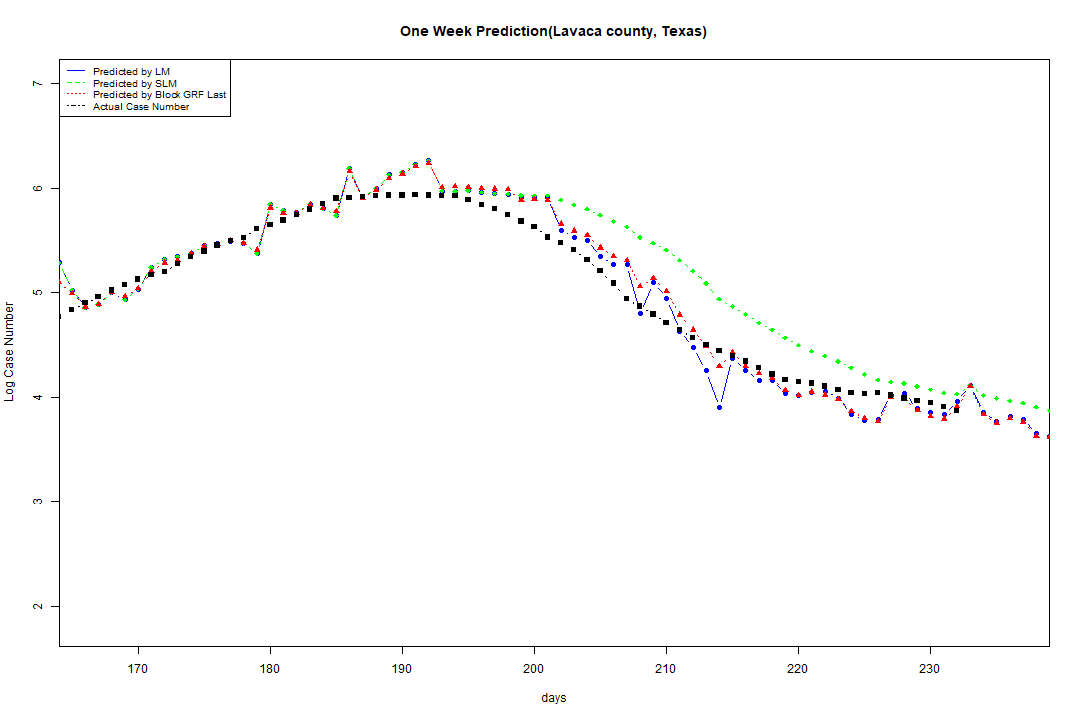 One Week Prediction(Lavaca county, Texas)
Predicted by LM
Predicted by SLM
Predicted by Block GRF Last
Actual Case Number
7
6
5
4
3
2
Log Case Number
170 180 190 200 210 220 230
days